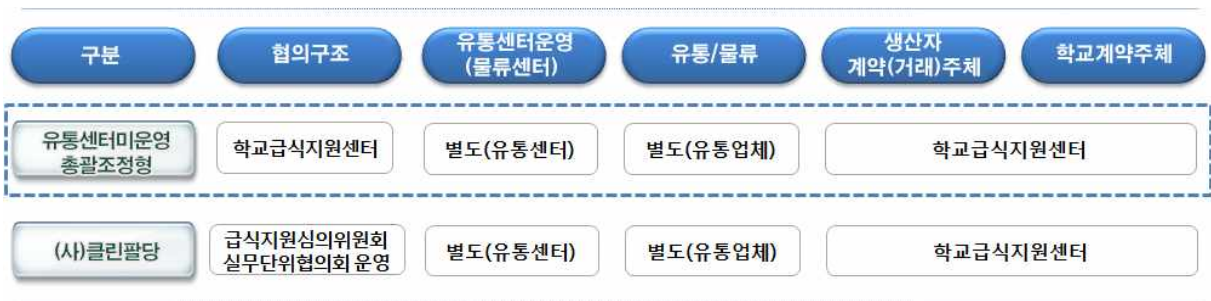 구분
협의구조
유통센터운영
(물류센터)
유통/물류
생산자
계약(거래)주체
학교계약주체
유통센터미운영
총괄조정형
학교급식지원센터
별도(유통센터)
별도(유통업체)
학교급식지원센터
(사)클린팔당
급식지원심의위원회
실무단위협의회 운영
별도(유통센터)
별도(유통업체)
학교급식지원센터